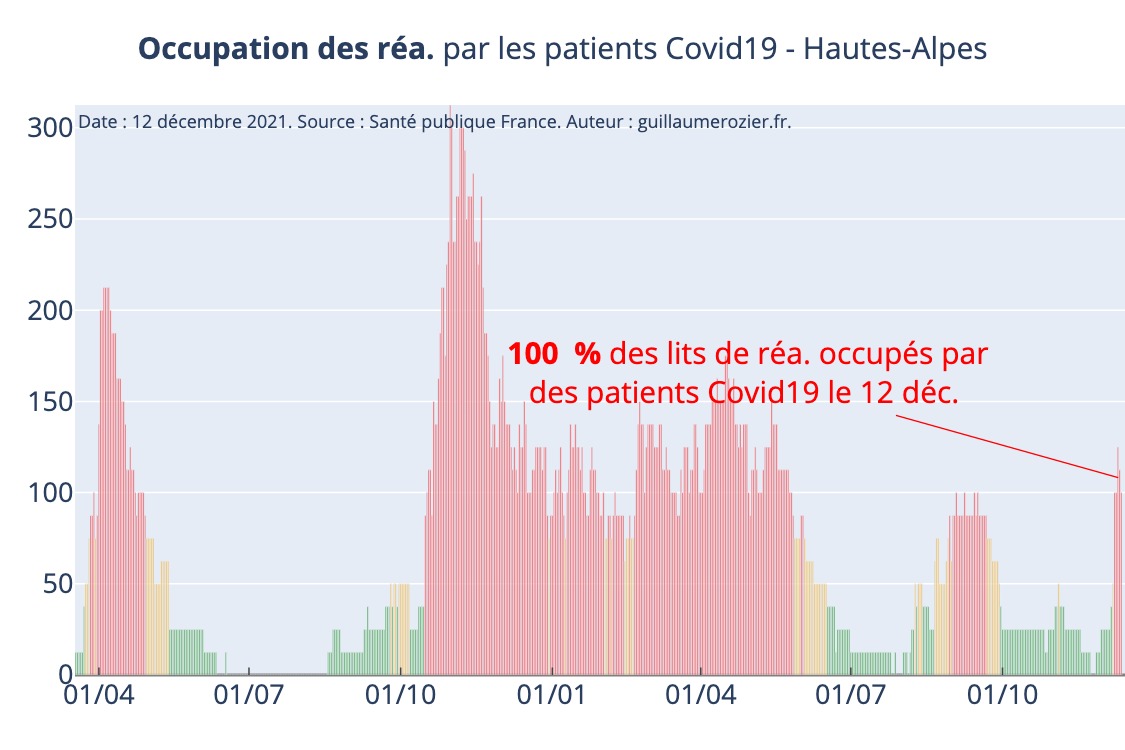 Occupation des réa. par les patients Covid19 - Hautes-Alpes
Date : 12 décembre 2021. Source : Santé publique France. Auteur : guillaumerozier.fr.
300
250
200
150
100
50
0
100  % des lits de réa. occupés par
des patients Covid19 le 12 déc.
01/04 01/07 01/10 01/01 01/04 01/07 01/10